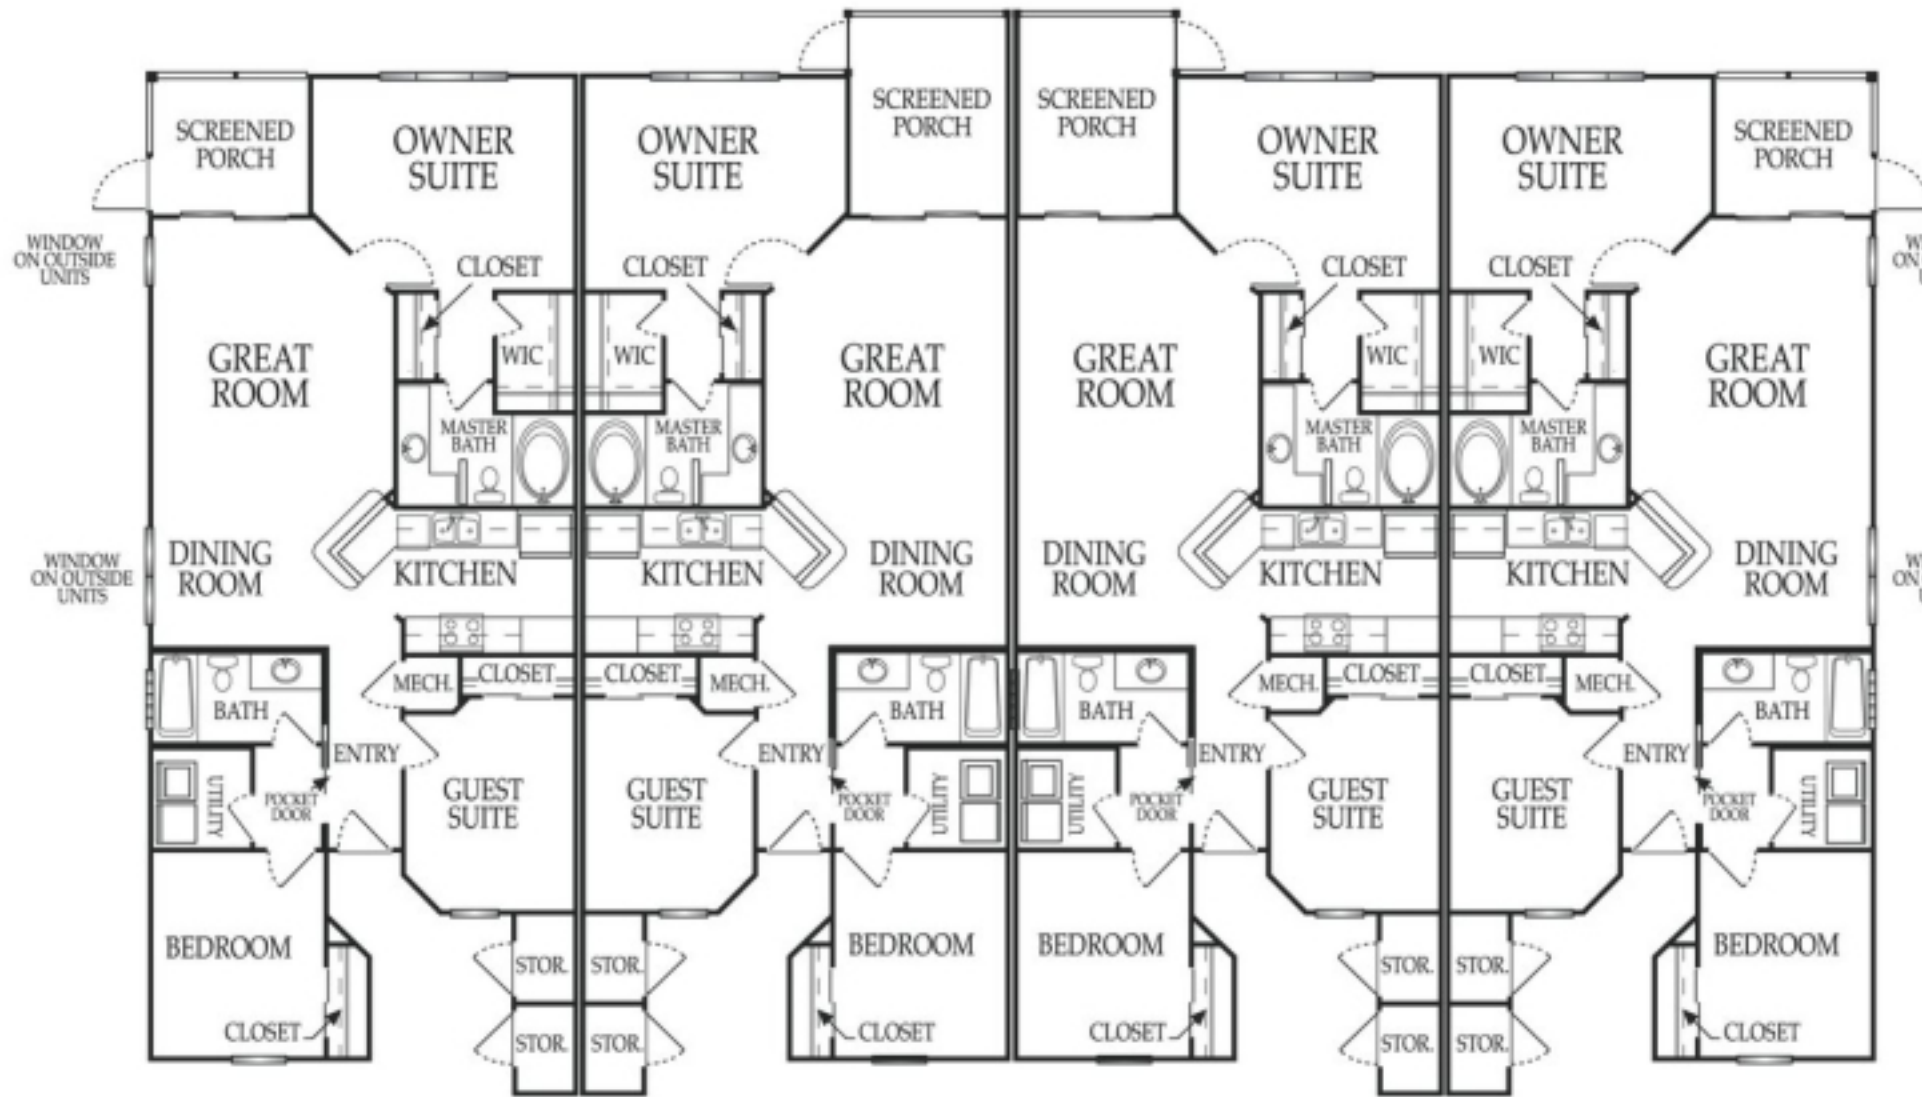 SCREENED
PORCH
OWNER
SUITE
OWNER
SUITE
SCREENED
PORCH
SCREENED
PORCH
OWNER
SUITE
OWNER
SUITE
SCREENED
PORCH
WINDOW
ON OUTSIDE
UNITS
CLOSET
CLOSET
CLOSET
CLOSET
W
ON
GREAT
ROOM
WIC
WIC
GREAT
ROOM
GREAT
ROOM
WIC
WIC
GREAT
ROOM
MASTER
BATH
MASTER
BATH
MASTER
BATH
MASTER
BATH
WINDOW
ON OUTSIDE
UNITS
DINING
ROOM
KITCHEN
KITCHEN
DINING
ROOM
DINING
ROOM
KITCHEN
KITCHEN
DINING
ROOM
W
ON
BATH
MECH.
CLOSET
CLOSET
MECH.
BATH
BATH
MECH.
CLOSET
CLOSET
MECH.
BATH
ENTRY
ENTRY
ENTRY
ENTRY
UTILITY
POCKET
DOOR
GUEST
SUITE
GUEST
SUITE
POCKET
DOOR
UTILITY
UTILITY
POCKET
DOOR
GUEST
SUITE
GUEST
SUITE
POCKET
DOOR
UTILITY
BEDROOM
STOR.
STOR.
BEDROOM
BEDROOM
STOR.
STOR.
BEDROOM
CLOSET
STOR.
STOR.
CLOSET
CLOSET
STOR.
STOR.
CLOSET